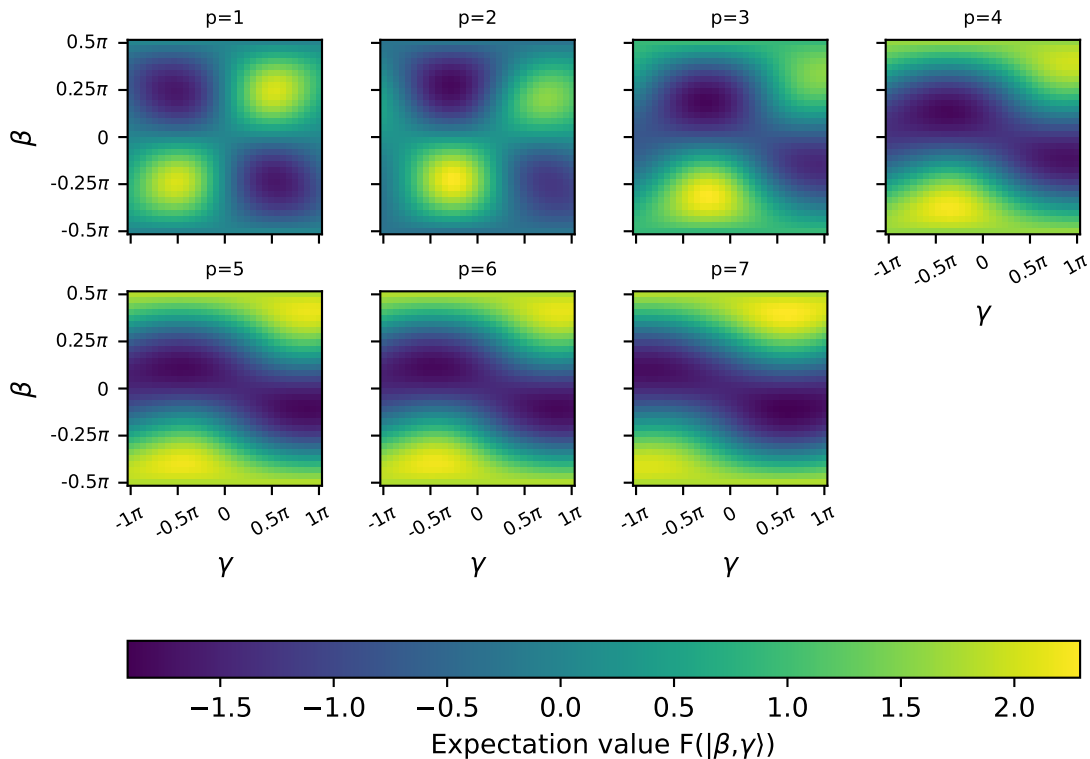 p=1 p=2 p=3 p=4
0.5π
0.25π
0
-0.25π
-0.5π
β
-1π -0.5π 0 0.5π 1π
γ
p=5 p=6 p=7
0.5π
0.25π
0
-0.25π
-0.5π
β
-1π -0.5π 0 0.5π 1π -1π -0.5π 0 0.5π 1π -1π -0.5π 0 0.5π 1π
γ γ γ
−1.5 −1.0 −0.5 0.0 0.5 1.0 1.5 2.0
Expectation value F(|β,γ⟩)